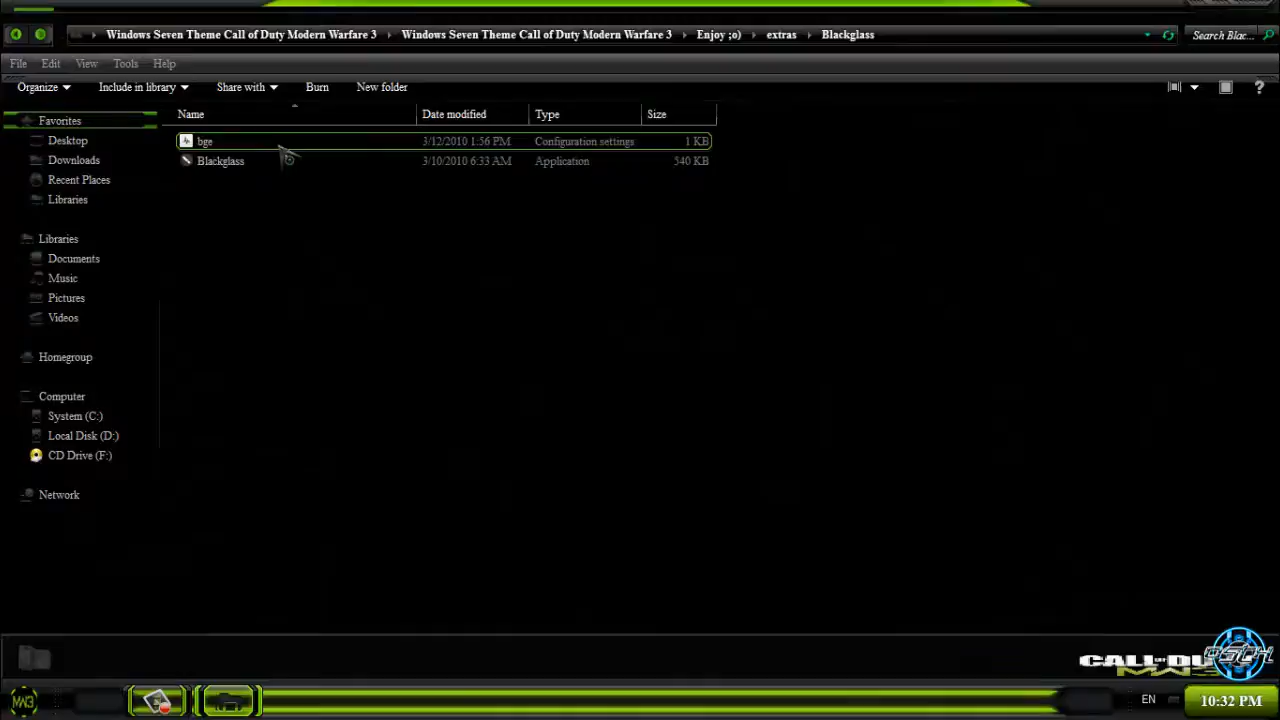 Windows Seven Theme Call of Duty Modern Warfare 3 Windows Seven Theme Call of Duty Modern Warfare 3 Enjoy ;o) extras Blackglass Search Blac...
File Edit View Tools Help
Organize Include in library Share with Burn New folder
Name Date modified Type Size
bge 3/12/2010 1:56 PM Configuration settings 1 KB
Blackglass 3/10/2010 6:33 AM Application 540 KB
Favorites
Desktop
Downloads
Recent Places
Libraries
Libraries
Documents
Music
Pictures
Videos
Homegroup
Computer
System (C:)
Local Disk (D:)
CD Drive (F:)
Network
MW3 EN 10:32 PM